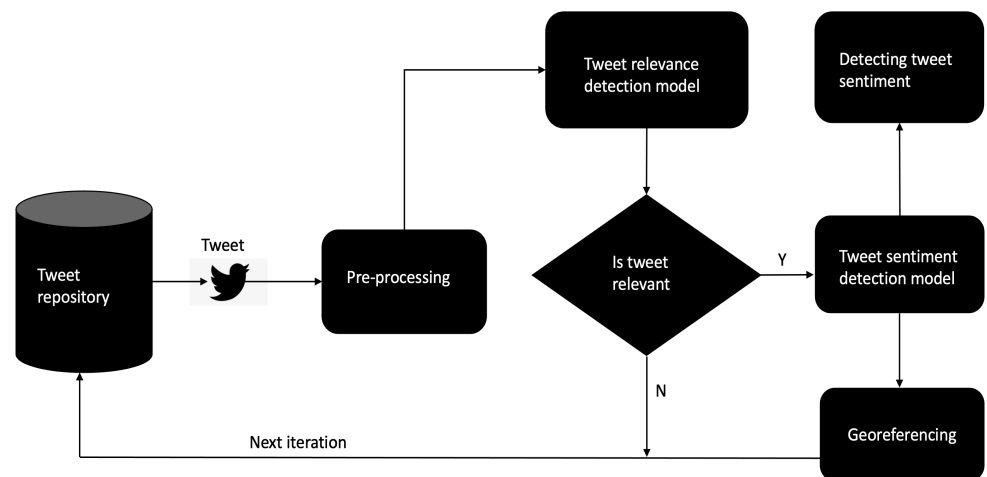 Tweet
repository
Tweet
Pre-processing
Tweet relevance
detection model
Is tweet
relevant
Y
N
Detecting tweet
sentiment
Tweet sentiment
detection model
Georeferencing
Next iteration